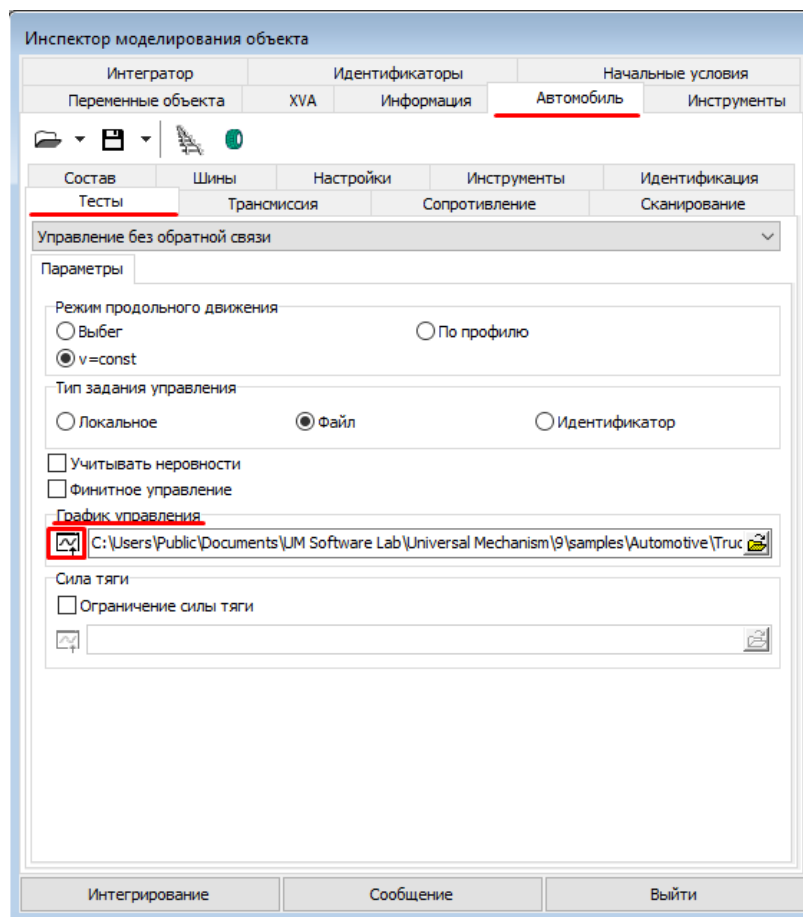 Инспектор моделирования объекта
Интегратор Идентификаторы Начальные условия
Переменные объекта XVA Информация Автомобиль Инструменты
Состав Шины Настройки Инструменты Идентификация
Тесты Трансмиссия Сопротивление Сканирование
Управление без обратной связи
Параметры
Режим продольного движения
Выбег По профилю
v=const
Тип задания управления
Локальное Файл Идентификатор
Учитывать неровности
Финитное управление
График управления
C:\Users\Public\Documents\UM Software Lab\Universal Mechanism\9\samples\Automotive\Truc
Сила тяги
Ограничение силы тяги
Интегрирование Сообщение Выйти